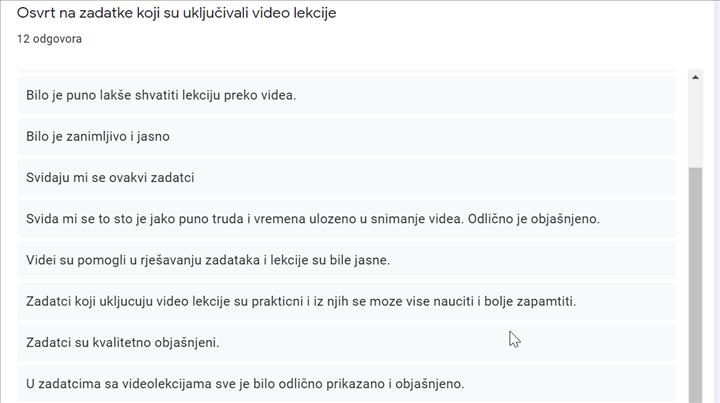 Osvrt na zadatke koji su uključivali video lekcije
12 odgovora
Bilo je puno lakše shvatiti lekciju preko videa.
Bilo je zanimljivo i jasno
Svidaju mi se ovakvi zadatci
Svida mi se to sto je jako puno truda i vremena ulozeno u snimanje videa. Odlično je objašnjeno.
Videi su pomogli u rješavanju zadataka i lekcije su bile jasne.
Zadatci koji ukljucuju video lekcije su prakticni i iz njih se moze vise nauciti i bolje zapamtiti.
Zadatci su kvalitetno objašnjeni.
U zadatcima sa videolekcijama sve je bilo odlično prikazano i objašnjeno.